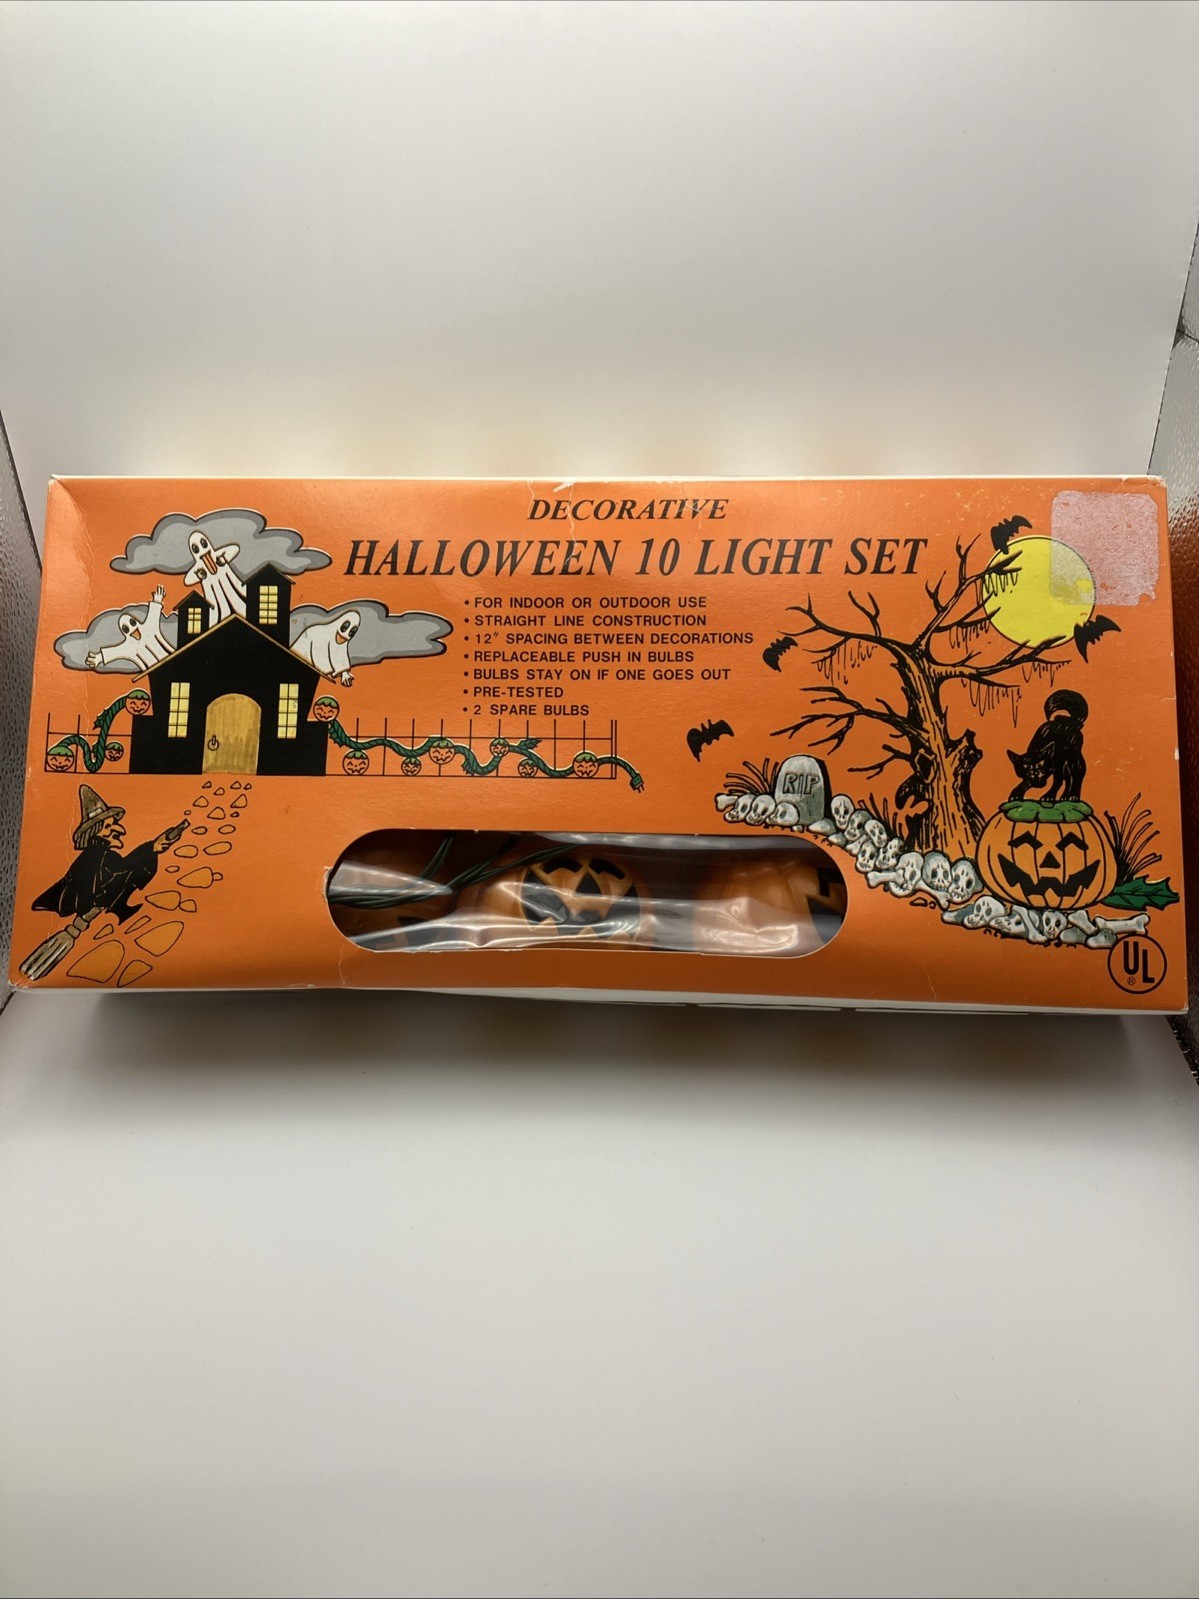 DECORATIVE
HALLOWEEN 10 LIGHT SET
• FOR INDOOR OR OUTDOOR USE
• STRAIGHT LINE CONSTRUCTION
• 12" SPACING BETWEEN DECORATIONS
• REPLACEABLE PUSH IN BULBS
• BULBS STAY ON IF ONE GOES OUT
• PRE-TESTED
• 2 SPARE BULBS
RIP
UL
®